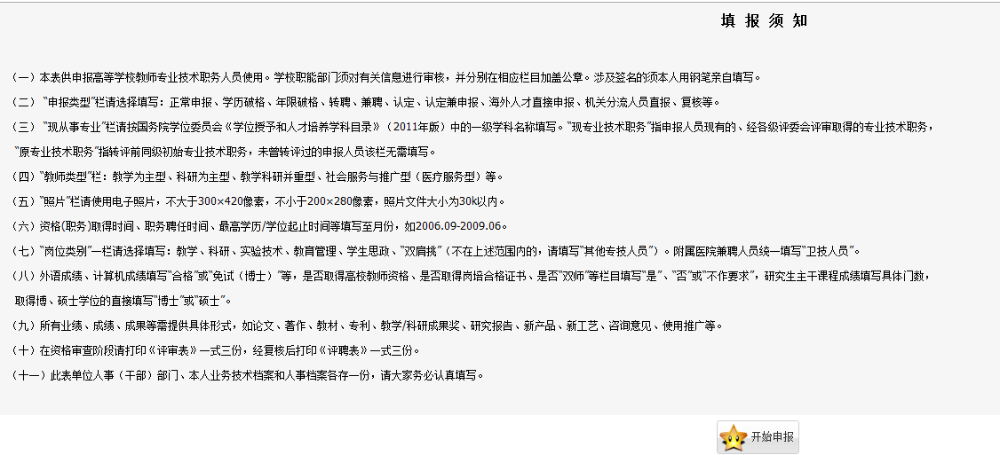 填 报 须 知
（一）本表供申报高等学校教师专业技术职务人员使用。学校职能部门须对有关信息进行审核，并分别在相应栏目加盖公章。涉及签名的须本人用钢笔亲自填写。
（二）“申报类型”栏请选择填写：正常申报、学历破格、年限破格、转聘、兼聘、认定、认定兼申报、海外人才直接申报、机关分流人员直报、复核等。
（三）“现从事专业”栏请按国务院学位委员会《学位授予和人才培养学科目录》（2011年版）中的一级学科名称填写。“现专业技术职务”指申报人员现有的、经各级评委会评审取得的专业技术职务，
“原专业技术职务”指转评前同级初始专业技术职务，未曾转评过的申报人员该栏无需填写。
（四）“教师类型”栏：教学为主型、科研为主型、教学科研并重型、社会服务与推广型（医疗服务型）等。
（五）“照片”栏请使用电子照片，不大于300×420像素，不小于200×280像素，照片文件大小为30k以内。
（六）资格(职务)取得时间、职务聘任时间、最高学历/学位起止时间等填写至月份，如2006.09-2009.06。
（七）“岗位类别”一栏请选择填写：教学、科研、实验技术、教育管理、学生思政、“双肩挑”（不在上述范围内的，请填写“其他专技人员”）。附属医院兼聘人员统一填写“卫技人员”。
（八）外语成绩、计算机成绩填写“合格”或“免试（博士）”等，是否取得高校教师资格、是否取得岗培合格证书、是否“双师”等栏目填写“是”、“否”或“不作要求”，研究生主干课程成绩填写具体门数，
取得博、硕士学位的直接填写“博士”或“硕士”。
（九）所有业绩、成绩、成果等需提供具体形式，如论文、著作、教材、专利、教学/科研成果奖、研究报告、新产品、新工艺、咨询意见、使用推广等。
（十）在资格审查阶段请打印《评审表》一式三份，经复核后打印《评聘表》一式三份。
（十一）此表单位人事（干部）部门、本人业务技术档案和人事档案各存一份，请大家务必认真填写。
开始申报